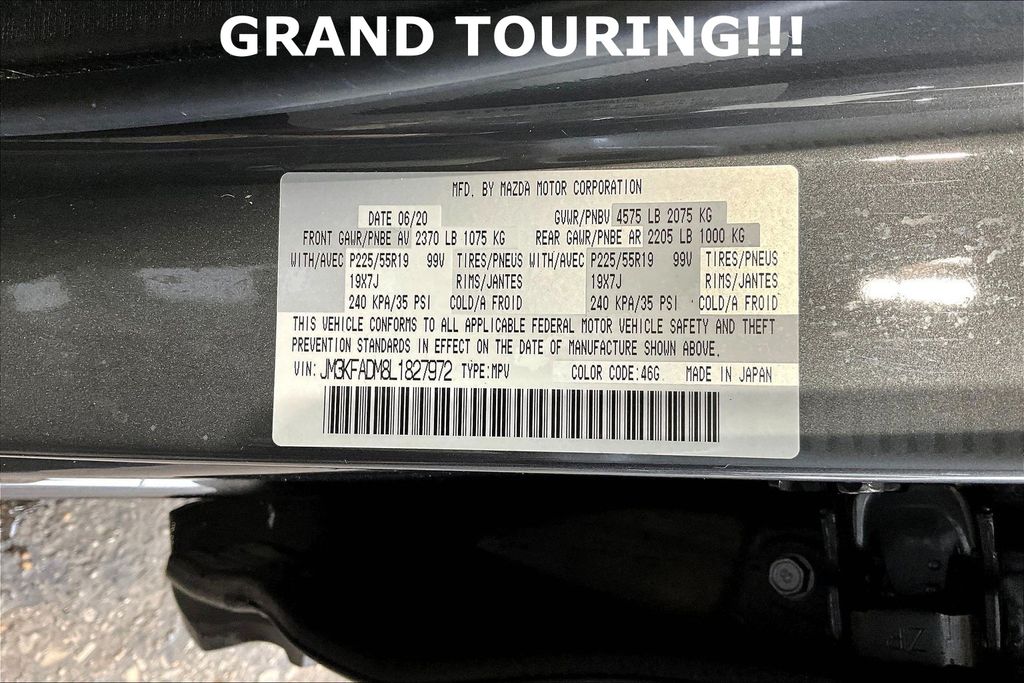 GRAND TOURING!!!
MFD. BY MAZDA MOTOR CORPORATION
DATE 06/20 GVWR/PNBV 4575 LB 2075 KG
FRONT GAWR/PNBE AV 2370 LB 1075 KG REAR GAWR/PNBE AR 2205 LB 1000 KG
WITH/AVEC P225/55R19 99V TIRES/PNEUS WITH/AVEC P225/55R19 99V TIRES/PNEUS
19X7J RIMS/JANTES 19X7J RIMS/JANTES
240 KPA/35 PSI COLD/A FROID 240 KPA/35 PSI COLD/A FROID
THIS VEHICLE CONFORMS TO ALL APPLICABLE FEDERAL MOTOR VEHICLE SAFETY AND THEFT
PREVENTION STANDARDS IN EFFECT ON THE DATE OF MANUFACTURE SHOWN ABOVE.
VIN: JM3KFADM8L1827972 TYPE:MPV COLOR CODE:46G MADE IN JAPAN